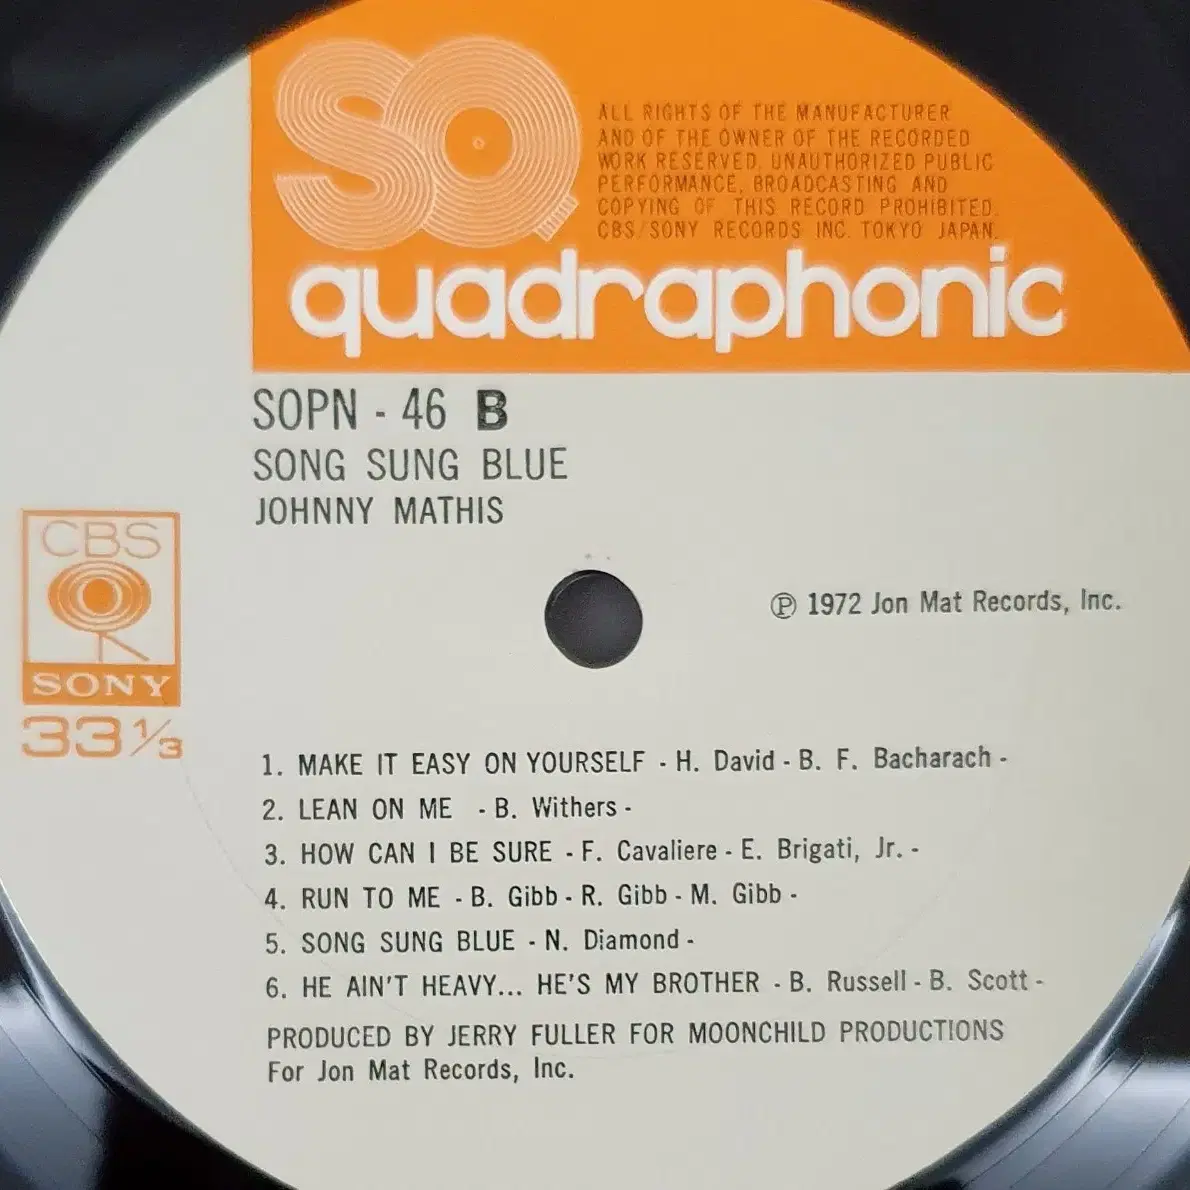 SQ
ALL RIGHTS OF THE MANUFACTURER
AND OF THE OWNER OF THE RECORDED
WORK RESERVED. UNAUTHORIZED PUBLIC
PERFORMANCE, BROADCASTING AND
COPYING OF THIS RECORD PROHIBITED.
CBS/SONY RECORDS INC. TOKYO JAPAN.
quadraphonic
SOPN - 46 B
SONG SUNG BLUE
JOHNNY MATHIS
CBS
SONY
33 1/3
Ⓟ 1972 Jon Mat Records, Inc.
1. MAKE IT EASY ON YOURSELF - H. David - B. F. Bacharach -
2. LEAN ON ME - B. Withers -
3. HOW CAN I BE SURE - F. Cavaliere - E. Brigati, Jr. -
4. RUN TO ME - B. Gibb - R. Gibb - M. Gibb -
5. SONG SUNG BLUE - N. Diamond -
6. HE AIN'T HEAVY... HE'S MY BROTHER - B. Russell - B. Scott -
PRODUCED BY JERRY FULLER FOR MOONCHILD PRODUCTIONS
For Jon Mat Records, Inc.